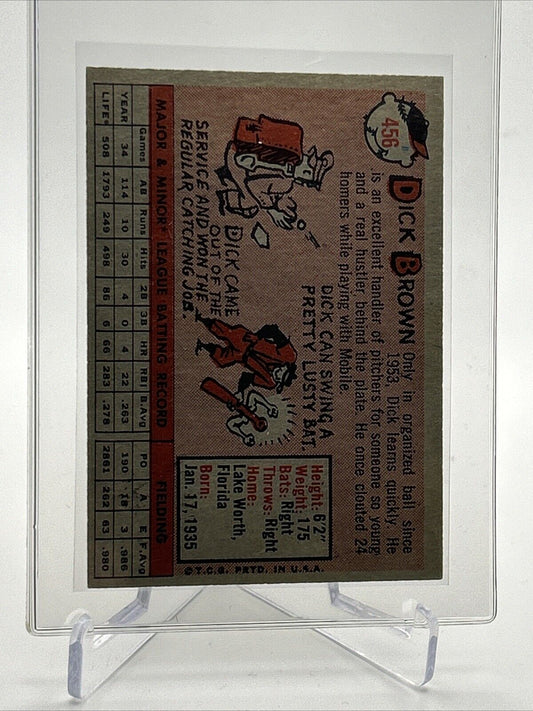 456
DICK BROWN Only in organized ball since
1953, Dick learns quickly. He
is an excellent handler of pitchers for someone so young
and a real hustler behind the plate. He once clouted 24
homers while playing with Mobile.
DICK CAN SWING A
PRETTY LUSTY BAT.
DICK CAME
OUT OF THE
SERVICE AND WON THE
REGULAR CATCHING JOB.
Height: 6'2"
Weight: 175
Bats: Right
Throws: Right
Home:
Lake Worth,
Florida
Born:
Jan. 17, 1935
© T.C.G. PRTD. IN U.S.A.
MAJOR & MINOR* LEAGUE BATTING RECORD FIELDING
Games AB Runs Hits 2B 3B HR RBI B.Avg PO A E F.Avg
YEAR 34 114 10 30 4 0 4 22 .263 190 18 3 .986
LIFE* 508 1793 249 498 86 6 66 283 .278 2861 262 63 .980